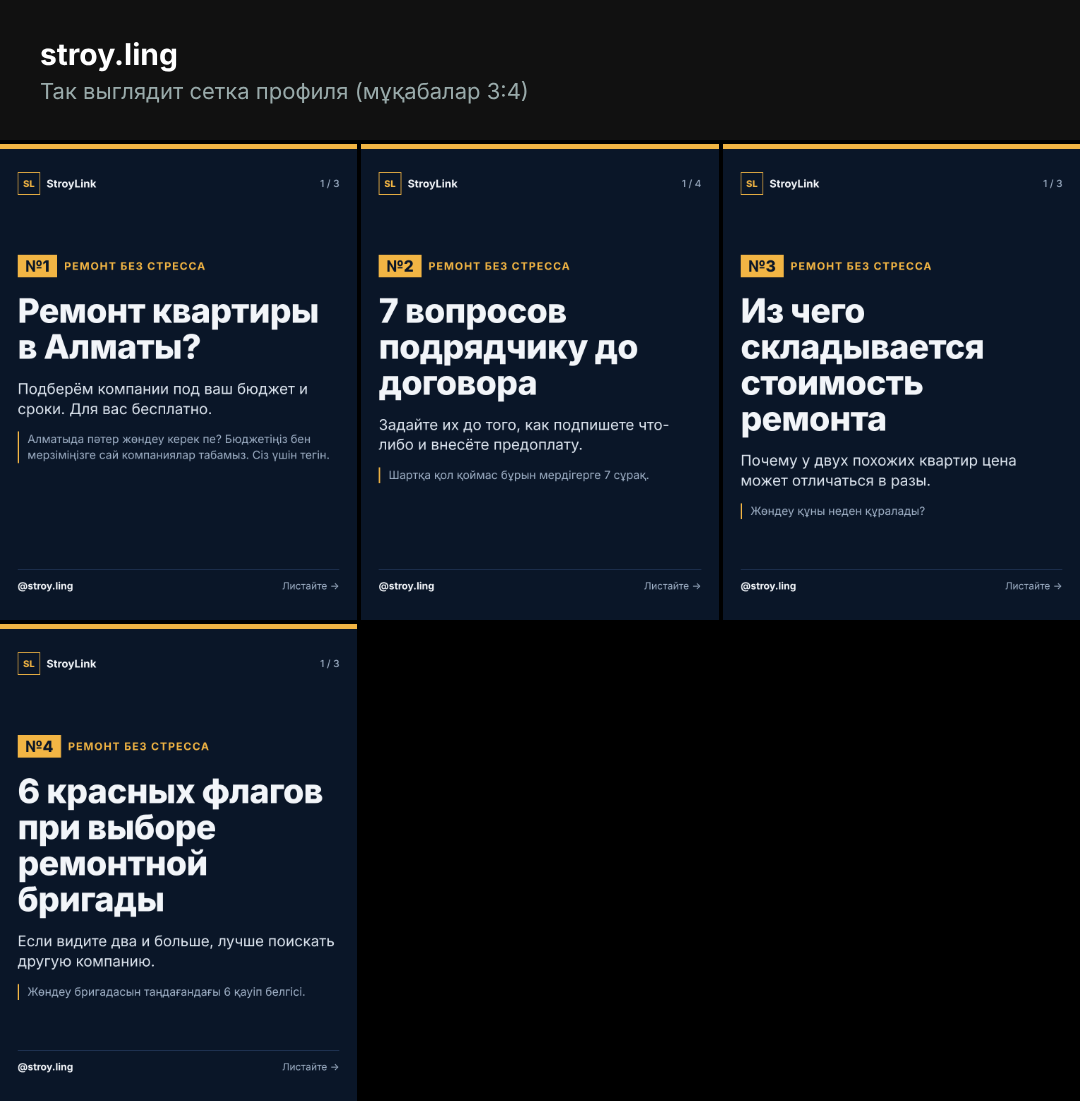 stroy.ling
Так выглядит сетка профиля (мұқабалар 3:4)
SL StroyLink 1 / 3
№1 РЕМОНТ БЕЗ СТРЕССА
Ремонт квартиры
в Алматы?
Подберём компании под ваш бюджет и
сроки. Для вас бесплатно.
Алматыда пәтер жөндеу керек пе? Бюджетіңіз бен
мерзіміңізге сай компаниялар табамыз. Сіз үшін тегін.
@stroy.ling Листайте →
SL StroyLink 1 / 4
№2 РЕМОНТ БЕЗ СТРЕССА
7 вопросов
подрядчику до
договора
Задайте их до того, как подпишете что-
либо и внесёте предоплату.
Шартқа қол қоймас бұрын мердігерге 7 сұрақ.
@stroy.ling Листайте →
SL StroyLink 1 / 3
№3 РЕМОНТ БЕЗ СТРЕССА
Из чего
складывается
стоимость
ремонта
Почему у двух похожих квартир цена
может отличаться в разы.
Жөндеу құны неден құралады?
@stroy.ling Листайте →
SL StroyLink 1 / 3
№4 РЕМОНТ БЕЗ СТРЕССА
6 красных флагов
при выборе
ремонтной
бригады
Если видите два и больше, лучше поискать
другую компанию.
Жөндеу бригадасын таңдағандағы 6 қауіп белгісі.
@stroy.ling Листайте →